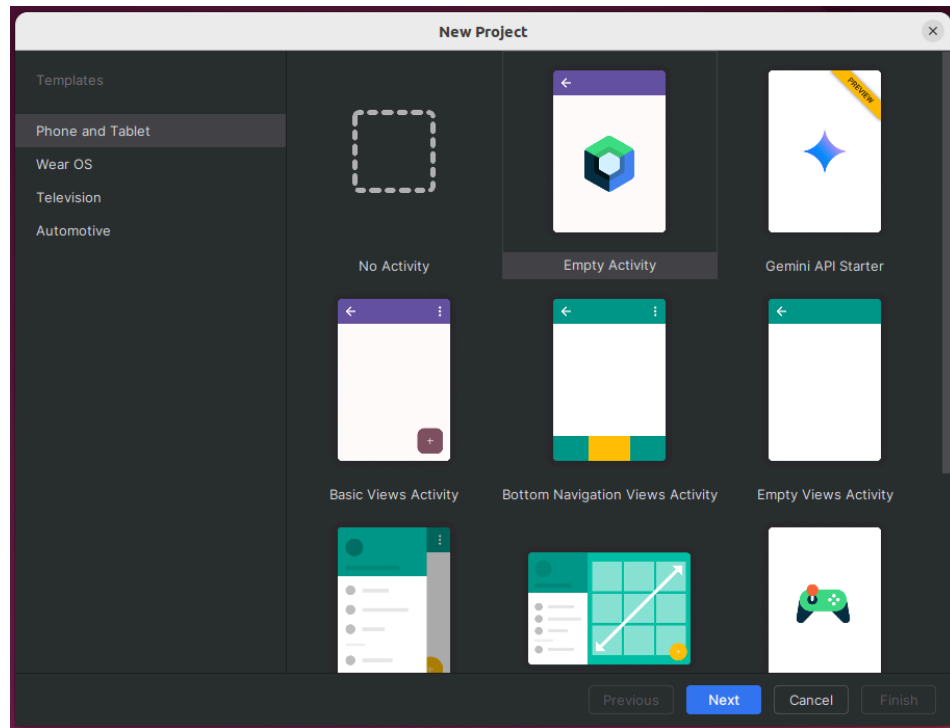 New Project
Templates
Phone and Tablet
Wear OS
Television
Automotive
PREVIEW
No Activity
Empty Activity
Gemini API Starter
Basic Views Activity
Bottom Navigation Views Activity
Empty Views Activity
Previous
Next
Cancel
Finish